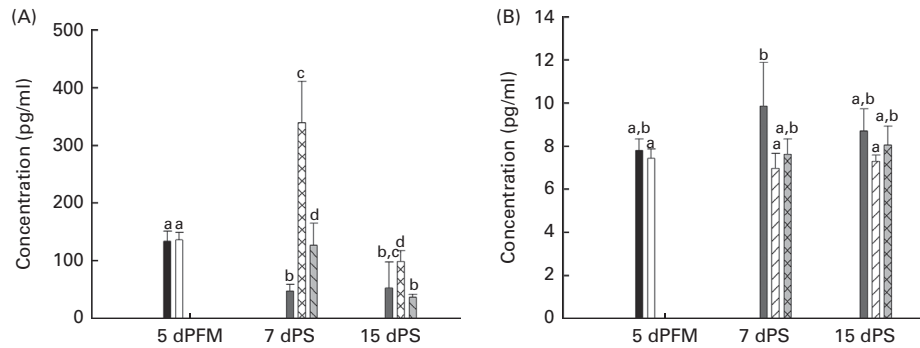 (A)
500
400
300
200
100
0
Concentration (pg/ml)
a a
b
c
d
b,c
d
b
5 dPFM
7 dPS
15 dPS
(B)
14
12
10
8
6
4
2
0
Concentration (pg/ml)
a,b
a
b
a
a,b
a,b
a
a,b
5 dPFM
7 dPS
15 dPS